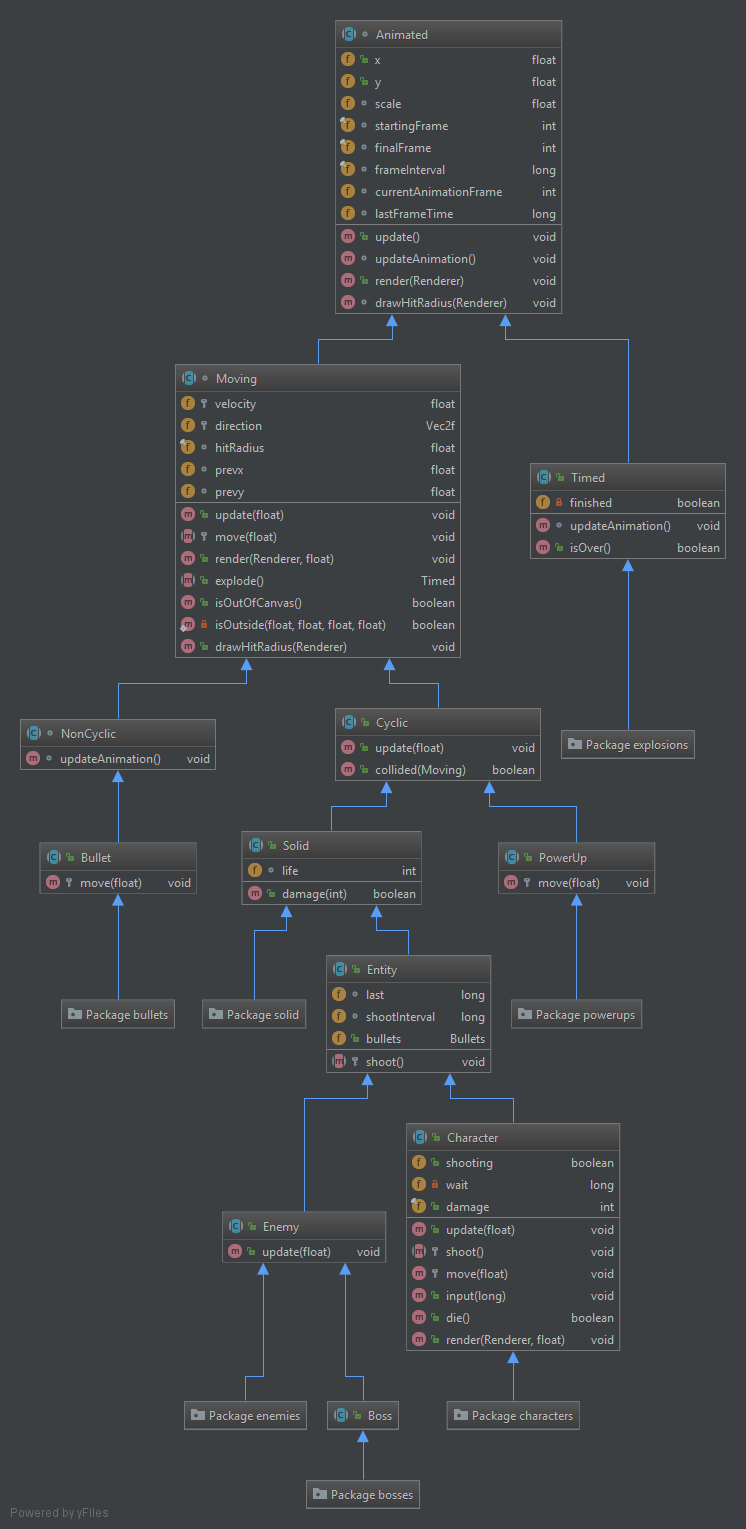 Animated
x float
y float
scale float
startingFrame int
finalFrame int
frameInterval long
currentAnimationFrame int
lastFrameTime long
update() void
updateAnimation() void
render(Renderer) void
drawHitRadius(Renderer) void
Moving
velocity float
direction Vec2f
hitRadius float
prevx float
prevy float
update(float) void
move(float) void
render(Renderer, float) void
explode() Timed
isOutOfCanvas() boolean
isOutside(float, float, float, float) boolean
drawHitRadius(Renderer) void
Timed
finished boolean
updateAnimation() void
isOver() boolean
NonCyclic
updateAnimation() void
Cyclic
update(float) void
collided(Moving) boolean
Package explosions
Bullet
move(float) void
Solid
life int
damage(int) boolean
PowerUp
move(float) void
Entity
last long
shootInterval long
bullets Bullets
shoot() void
Package bullets
Package solid
Package powerups
Character
shooting boolean
wait long
damage int
update(float) void
shoot() void
move(float) void
input(long) void
die() boolean
render(Renderer, float) void
Enemy
update(float) void
Package enemies
Boss
Package characters
Package bosses
Powered by yFiles